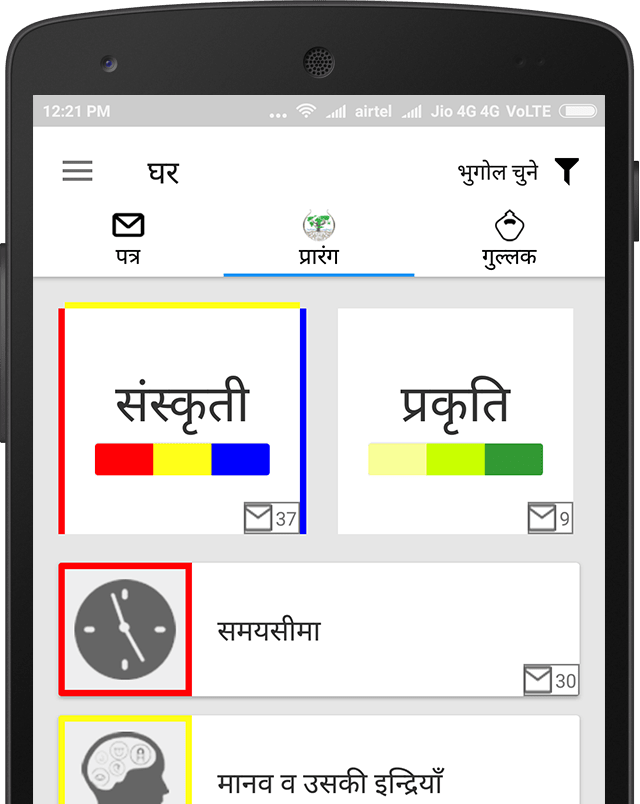 12:21 PM ... airtel Jio 4G 4G VoLTE
घर भुगोल चुने
पत्र प्रारंग गुल्लक
संस्कृती
37
प्रकृति
9
समयसीमा
30
मानव व उसकी इन्द्रियाँ